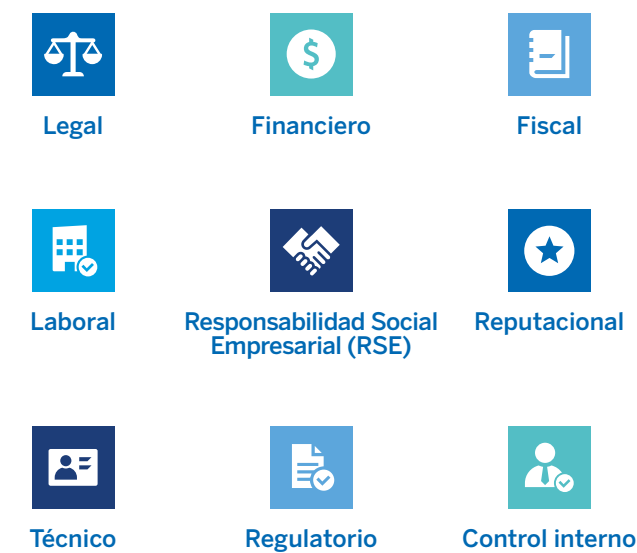 Legal
Financiero
Fiscal
Laboral
Responsabilidad Social
Empresarial (RSE)
Reputacional
Técnico
Regulatorio
Control interno